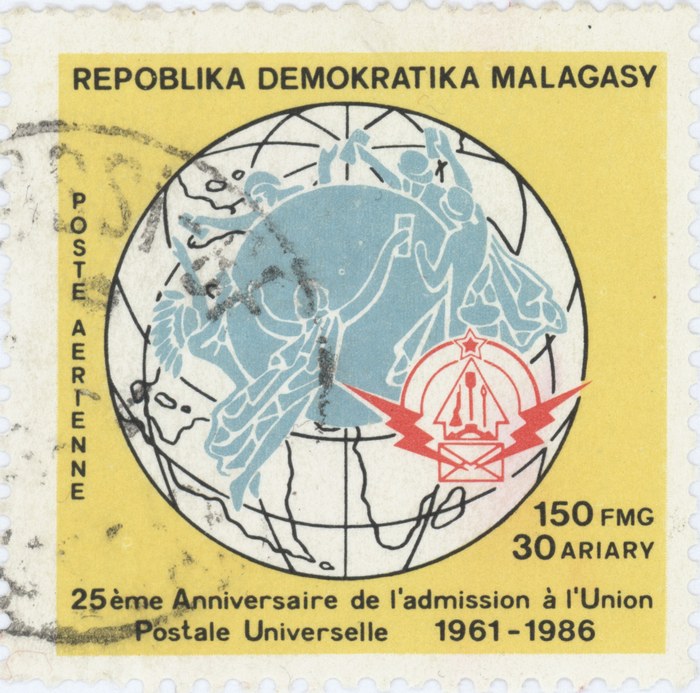 REPOBLIKA DEMOKRATIKA MALAGASY
POSTE AERIENNE
150 FMG
30 ARIARY
25ème Anniversaire de l'admission à l'Union
Postale Universelle 1961-1986